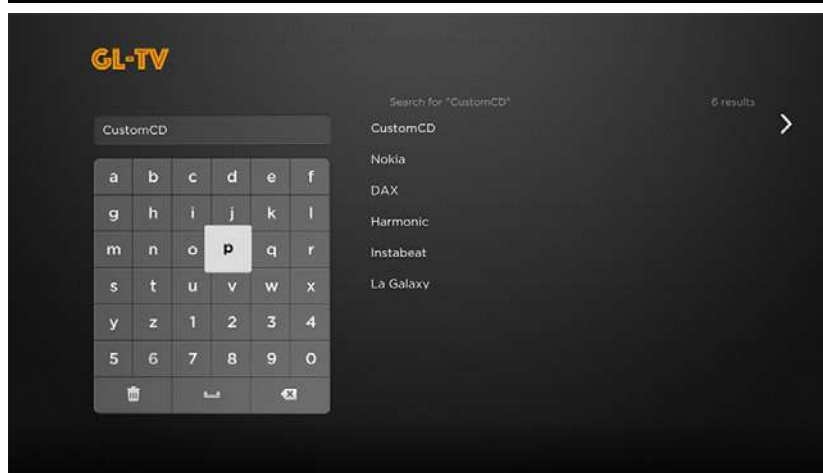 GL-TV
CustomCD
a b c d e f
g h i j k l
m n o p q r
s t u v w x
y z 1 2 3 4
5 6 7 8 9 0
Search for "CustomCD" 6 results
CustomCD
Nokia
DAX
Harmonic
Instabeat
La Galaxy